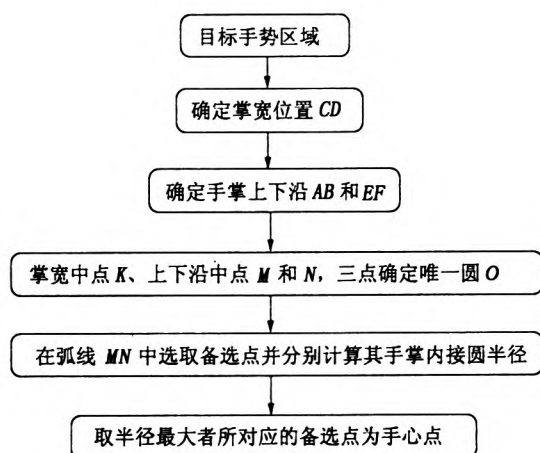 目标手势区域
确定掌宽位置 CD
确定手掌上下沿 AB 和 EF
掌宽中点 K、上下沿中点 M 和 N，三点确定唯一圆 O
在弧线 MN 中选取备选点并分别计算其手掌内接圆半径
取半径最大者所对应的备选点为手心点